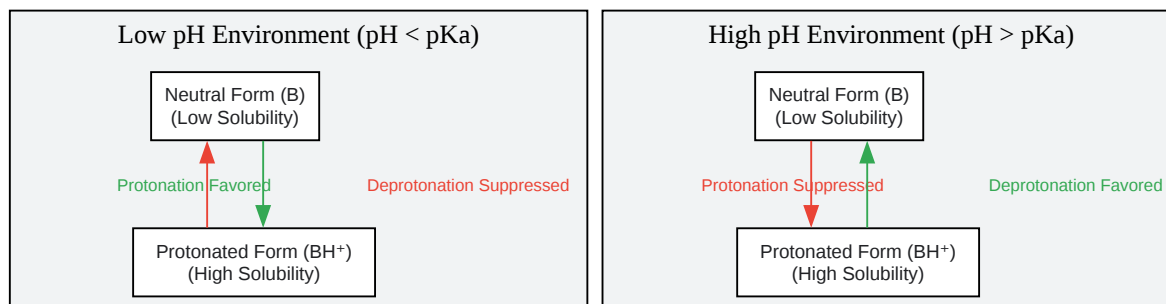 Low pH Environment (pH < pKa)
Neutral Form (B)
(Low Solubility)
Protonation Favored
Deprotonation Suppressed
Protonated Form (BH⁺)
(High Solubility)
High pH Environment (pH > pKa)
Neutral Form (B)
(Low Solubility)
Protonation Suppressed
Deprotonation Favored
Protonated Form (BH⁺)
(High Solubility)